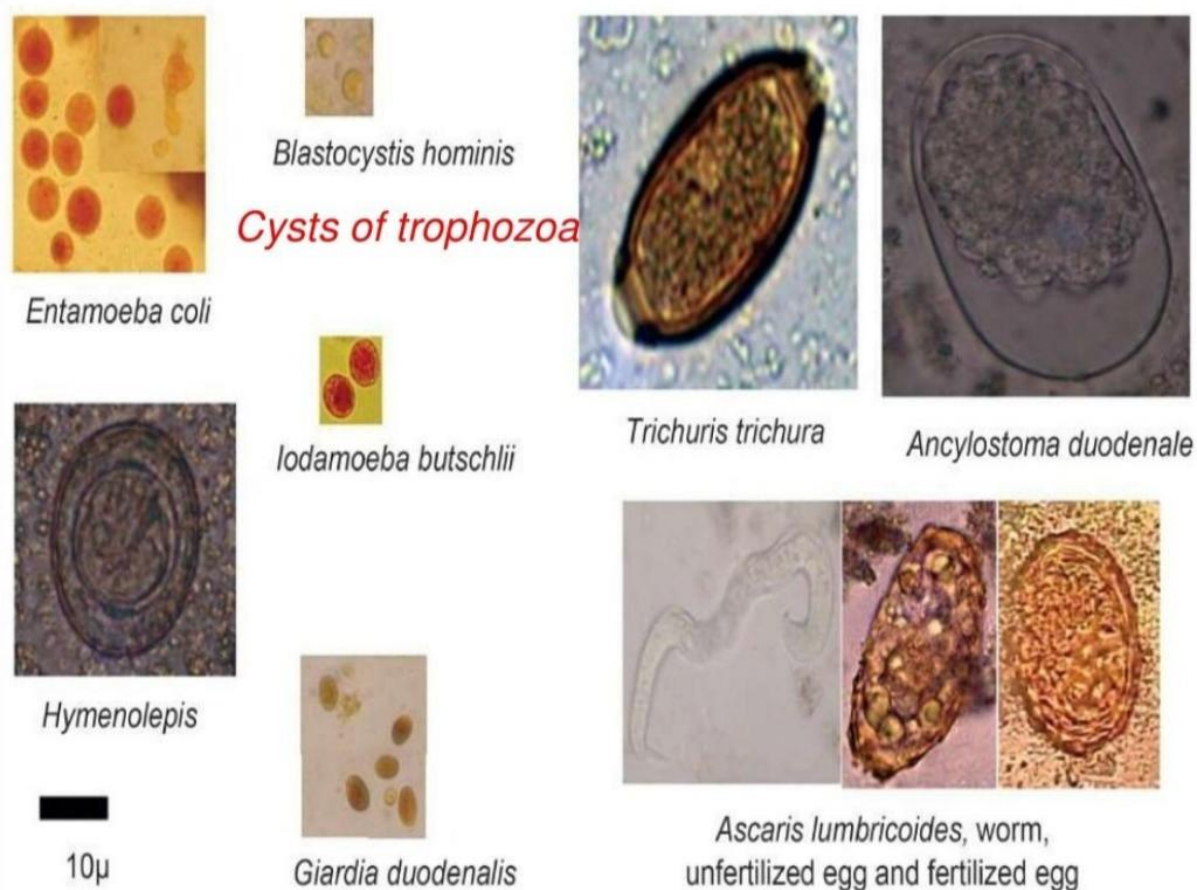 Entamoeba coli
Blastocystis hominis
Cysts of trophozoa
Iodamoeba butschlii
Hymenolepis
10μ
Giardia duodenalis
Trichuris trichura
Ancylostoma duodenale
Ascaris lumbricoides, worm,
unfertilized egg and fertilized egg